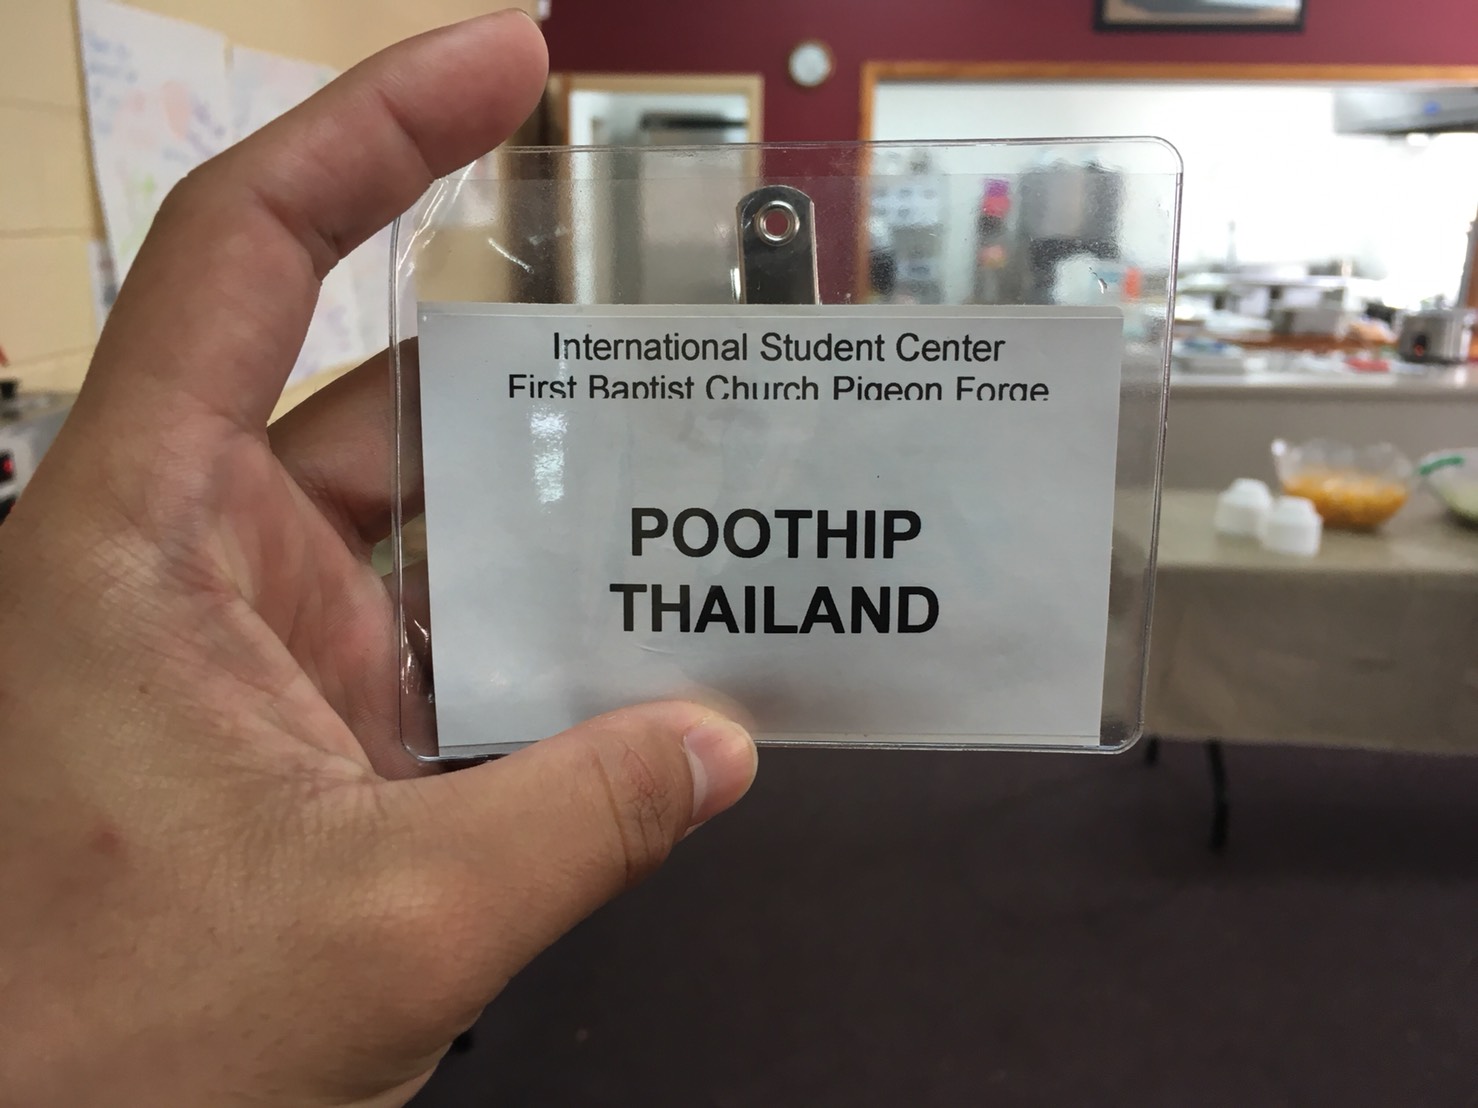 International Student Center
First Baptist Church Pigeon Forge
POOTHIP
THAILAND